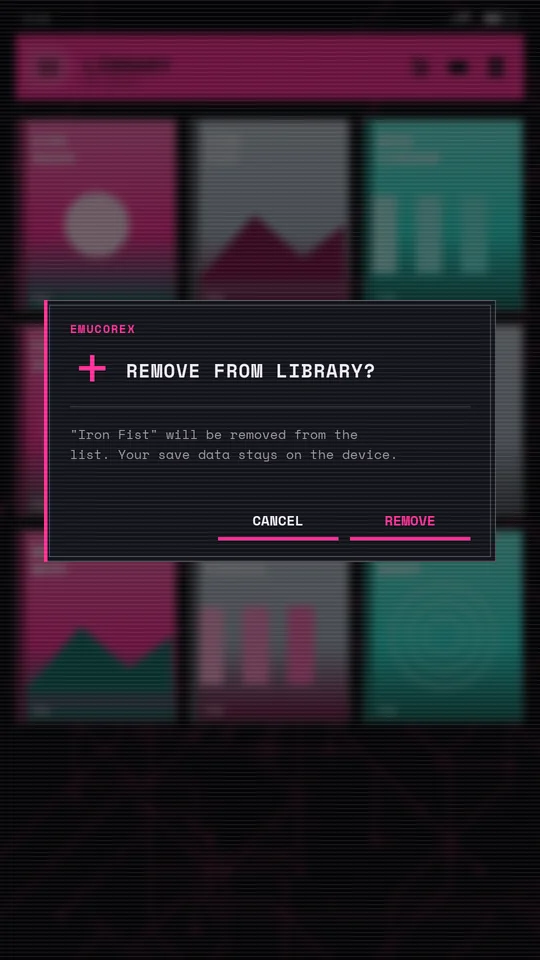 EMUCOREX
REMOVE FROM LIBRARY?
"Iron Fist" will be removed from the
list. Your save data stays on the device.
CANCEL
REMOVE